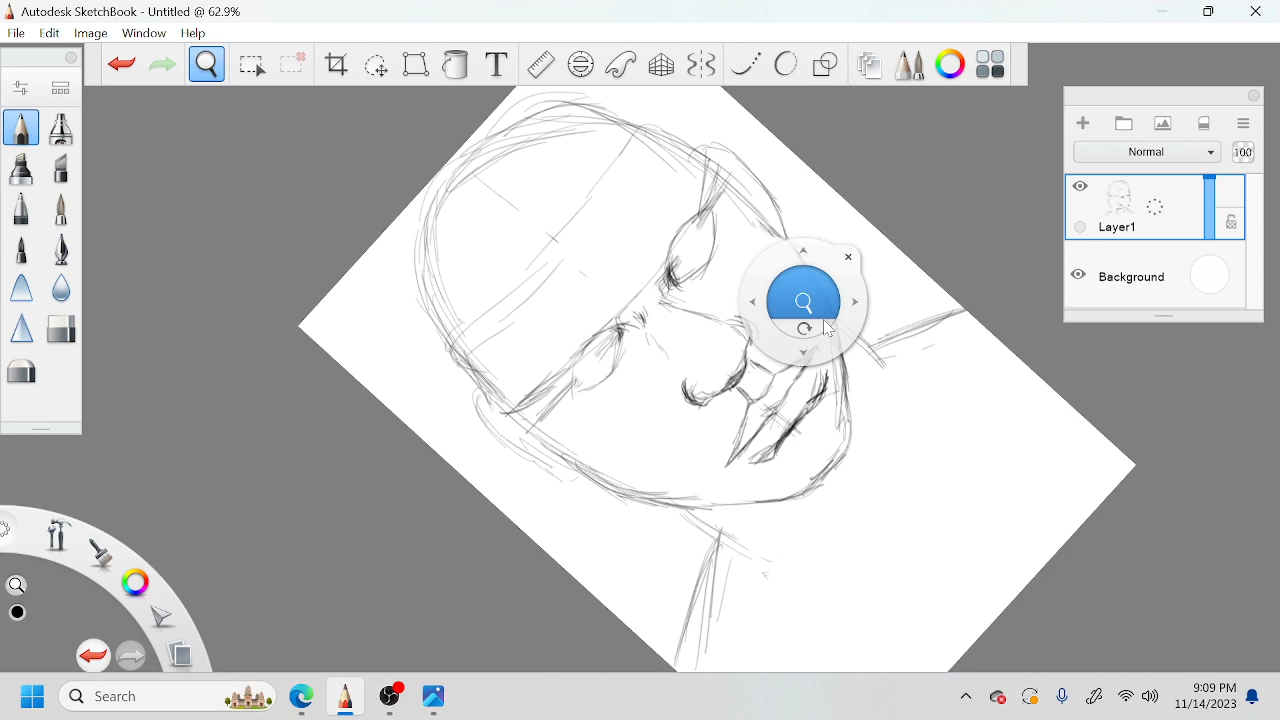 Autodesk SketchBook - Untitled @ 62.9%
File Edit Image Window Help
T
Normal 100
Layer1
Background
Search
9:09 PM
11/14/2023